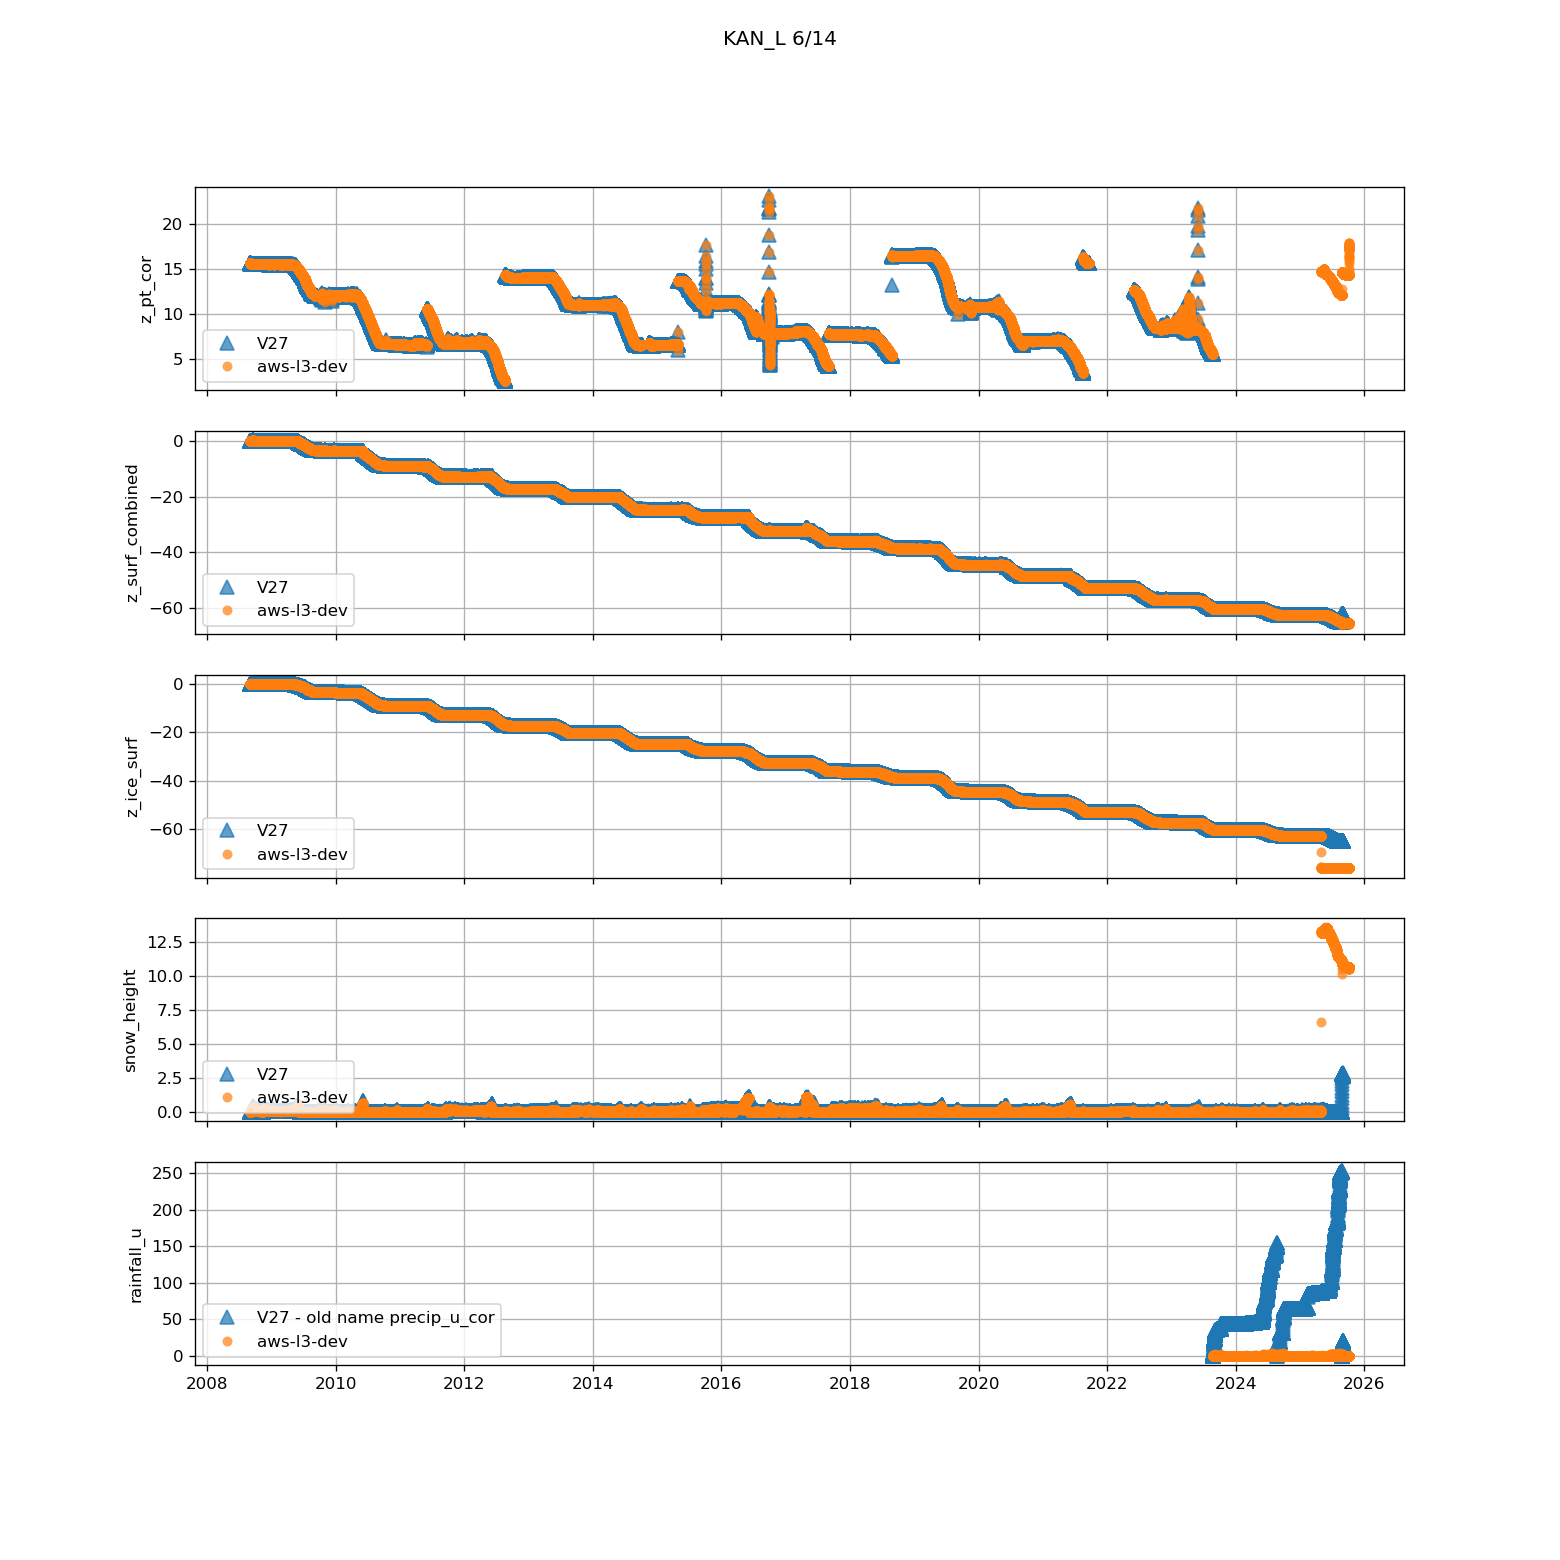 KAN_L 6/14
z_pt_cor
20
15
10
5
V27
aws-l3-dev
z_surf_combined
0
−20
−40
−60
V27
aws-l3-dev
z_ice_surf
0
−20
−40
−60
V27
aws-l3-dev
snow_height
12.5
10.0
7.5
5.0
2.5
0.0
V27
aws-l3-dev
rainfall_u
250
200
150
100
50
0
V27 - old name precip_u_cor
aws-l3-dev
2008 2010 2012 2014 2016 2018 2020 2022 2024 2026